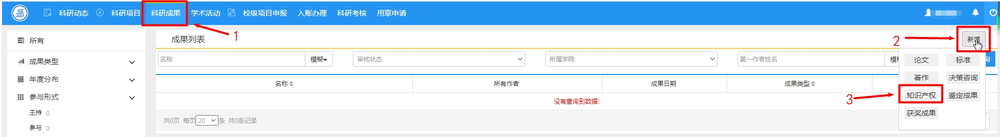 科研动态 科研项目 科研成果 学术活动 校级项目申报 入账办理 科研考核 用章申请
1
所有
成果列表
2
新增
名称 模糊 审核状态 所属学院 第一作者姓名
成果类型
论文 标准
年度分布
名称 所有作者 成果日期 成果类型
著作 决策咨询
参与形式
没有查询到数据!
3
知识产权 鉴定成果
主持 0
获奖成果
共0页 每页 20 条 共0条记录
参与 0